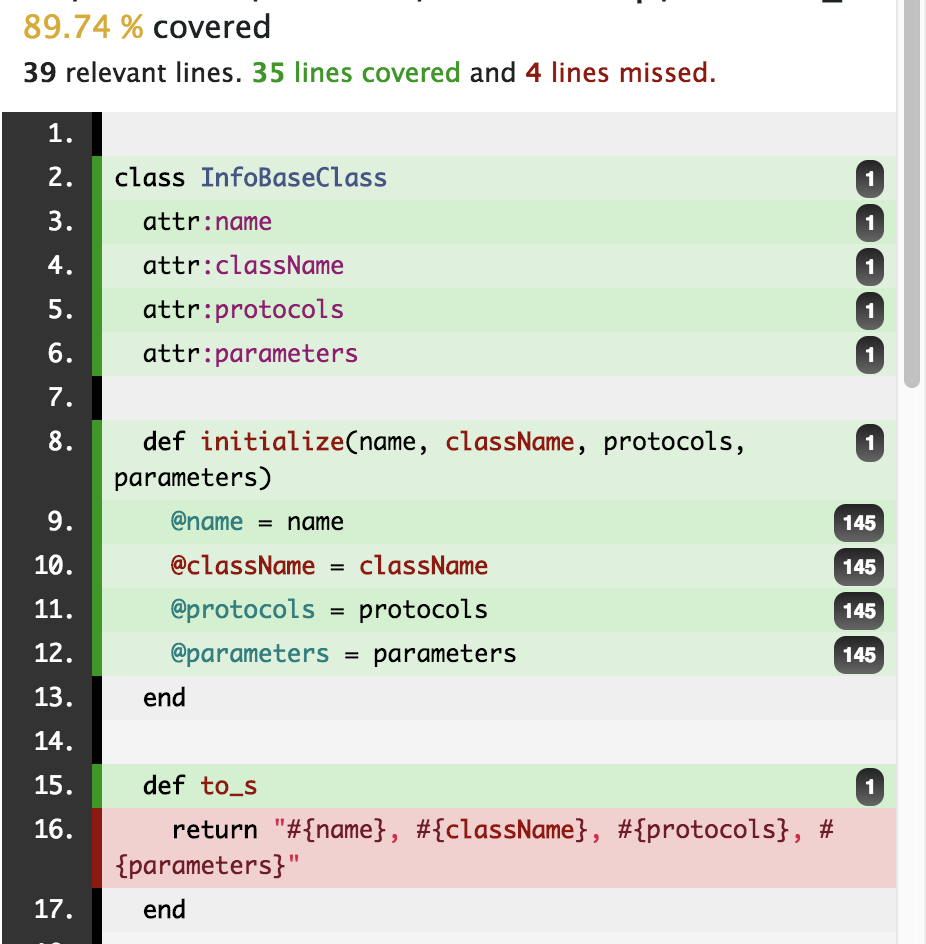 89.74 % covered
39 relevant lines. 35 lines covered and 4 lines missed.
1.
2. class InfoBaseClass 1
3. attr:name 1
4. attr:className 1
5. attr:protocols 1
6. attr:parameters 1
7.
8. def initialize(name, className, protocols, 1
parameters)
9. @name = name 145
10. @className = className 145
11. @protocols = protocols 145
12. @parameters = parameters 145
13. end
14.
15. def to_s 1
16. return "#{name}, #{className}, #{protocols}, #
{parameters}"
17. end